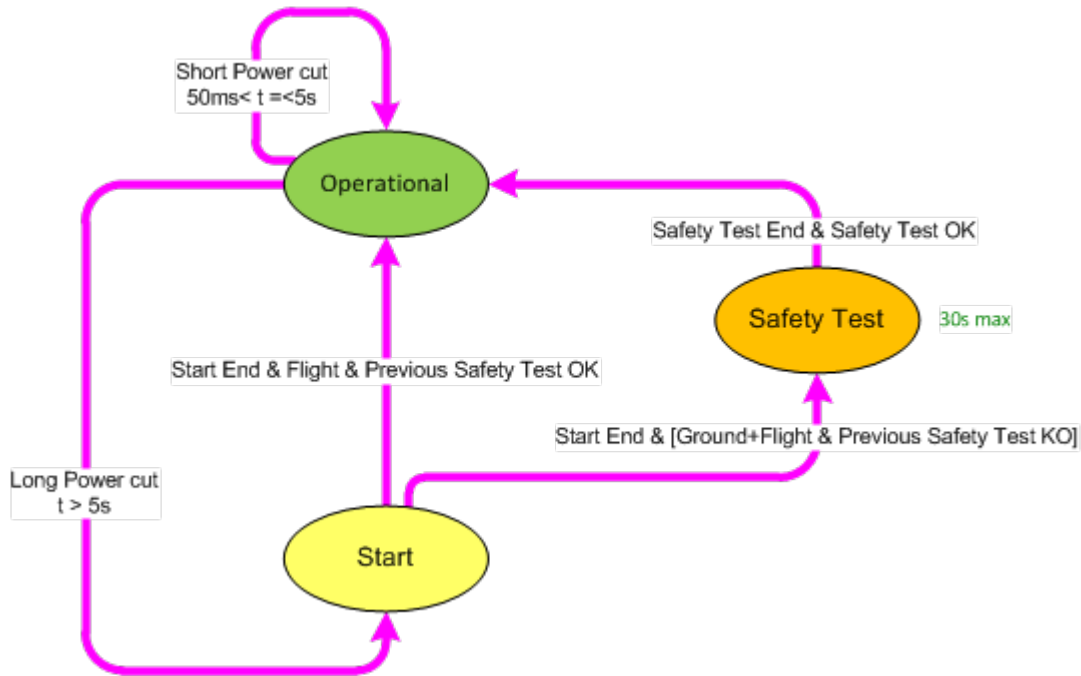 Short Power cut
50ms< t =<5s
Operational
Safety Test End & Safety Test OK
Safety Test
30s max
Start End & Flight & Previous Safety Test OK
Start End & [Ground+Flight & Previous Safety Test KO]
Long Power cut
t > 5s
Start